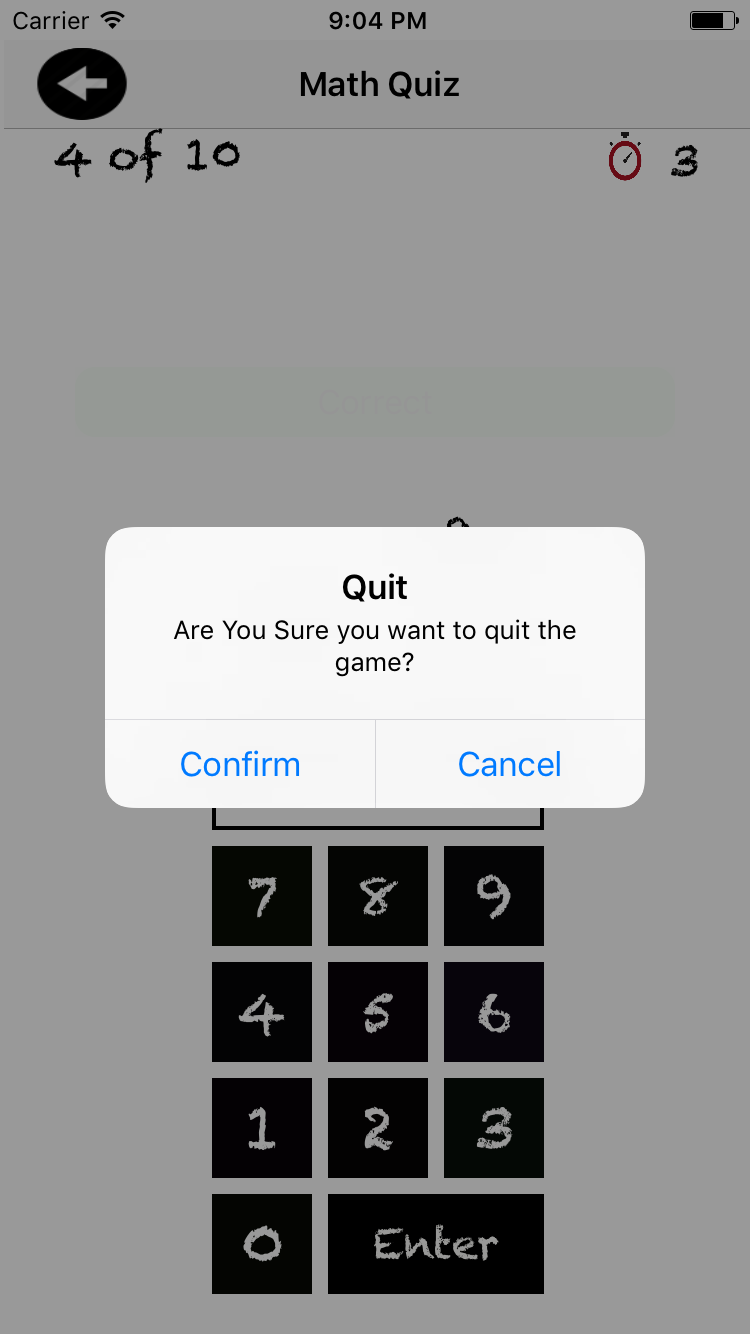 Carrier 9:04 PM
Math Quiz
4 of 10 3
Correct
Quit
Are You Sure you want to quit the
game?
Confirm Cancel
7 8 9
4 5 6
1 2 3
0 Enter